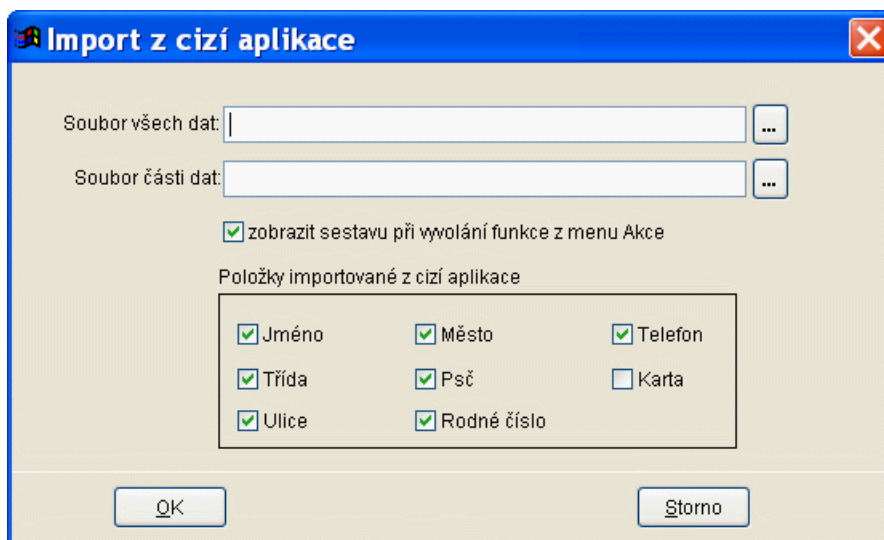 Import z cizí aplikace
Soubor všech dat:
...
Soubor části dat:
...
zobrazit sestavu při vyvolání funkce z menu Akce
Položky importované z cizí aplikace
Jméno Město Telefon
Třída Psč Karta
Ulice Rodné číslo
OK Storno